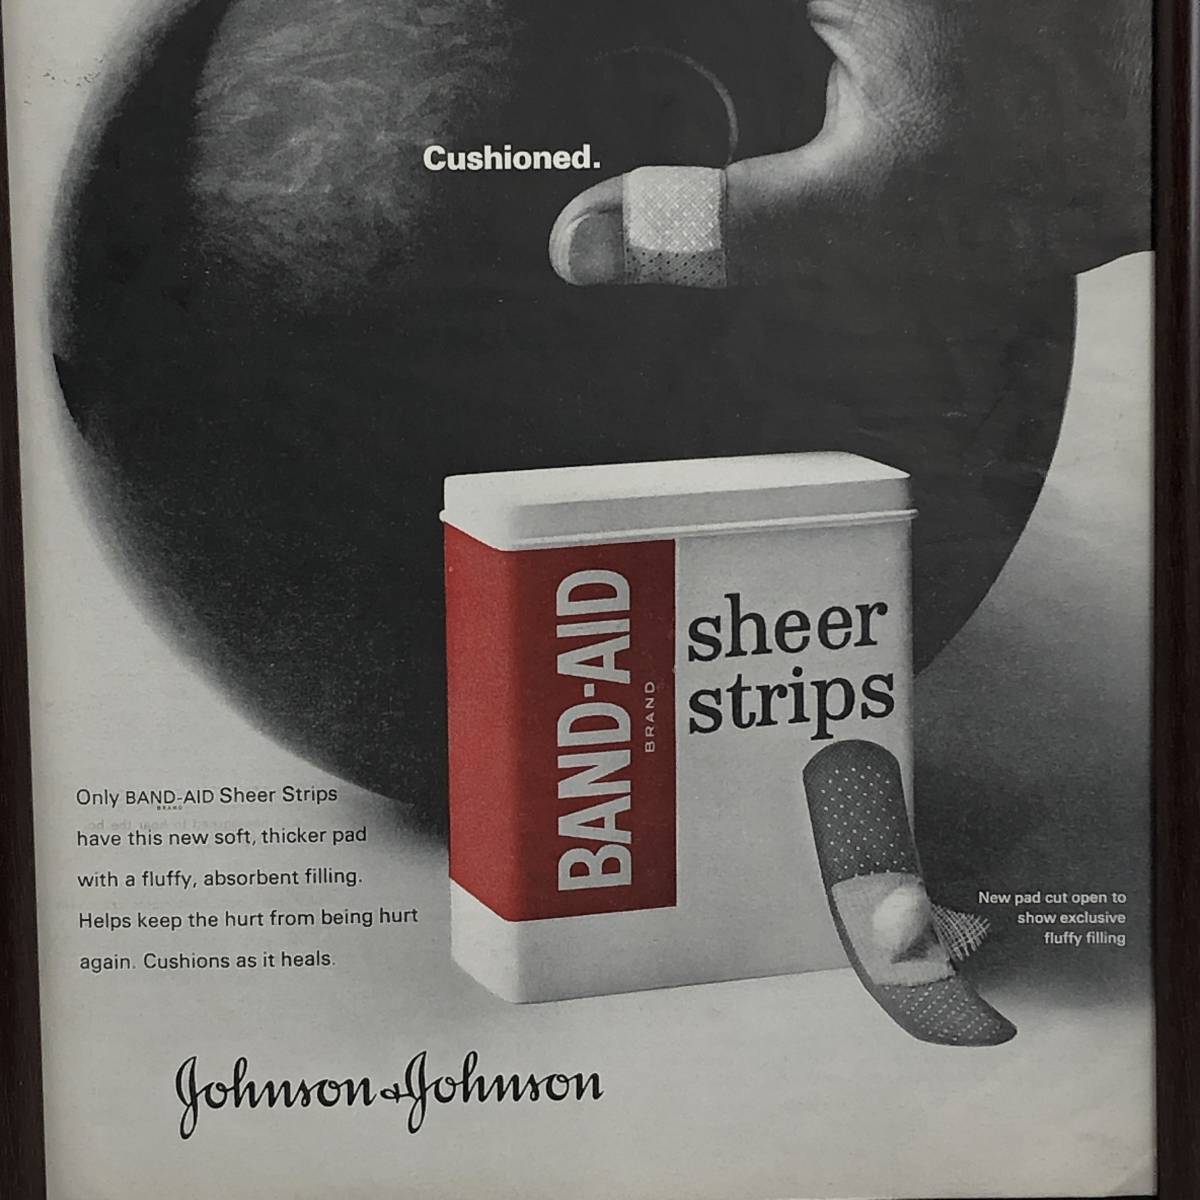 Cushioned.
BAND-AID
BRAND
sheer
strips
Only BAND-AID Sheer Strips
BRAND
have this new soft, thicker pad
with a fluffy, absorbent filling.
Helps keep the hurt from being hurt
again. Cushions as it heals.
New pad cut open to
show exclusive
fluffy filling
Johnson & Johnson